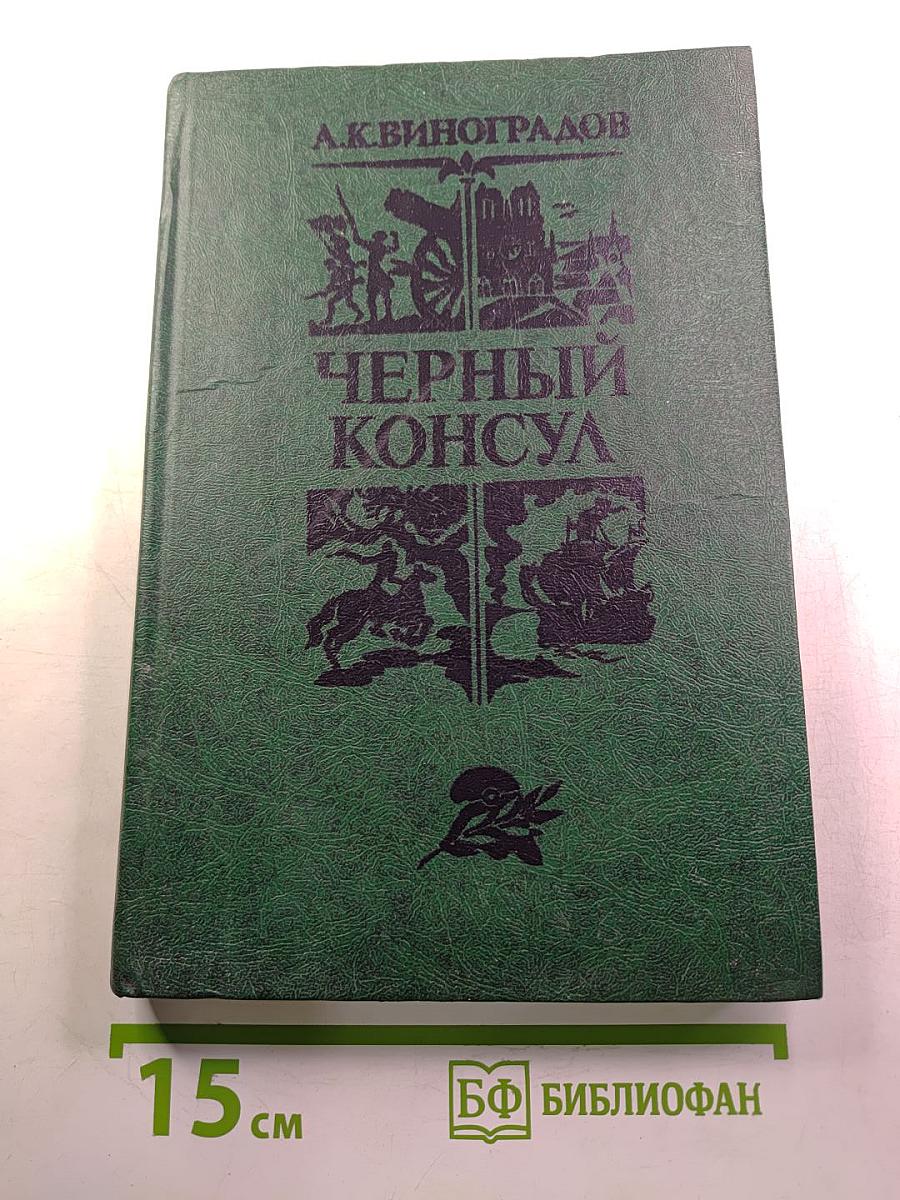 А.К.ВИНОГРАДОВ
ЧЕРНЫЙ
КОНСУЛ
15 см
БФ БИБЛИОФАН